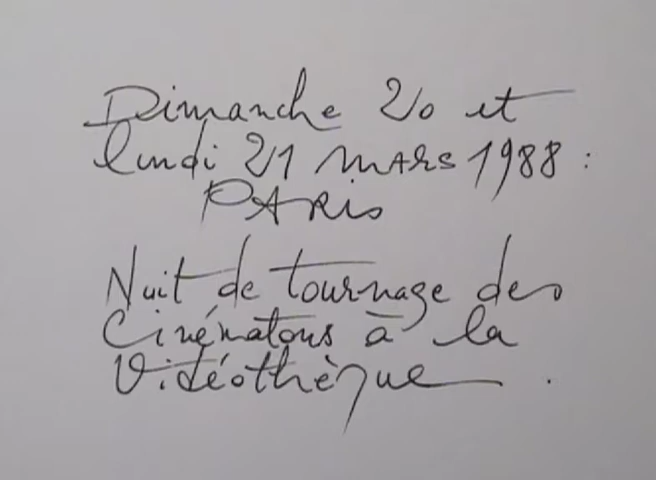 Dimanche 20 et
lundi 21 mars 1988 :
PARis
Nuit de tournage des
Cinématons à la
Vidéothèque .